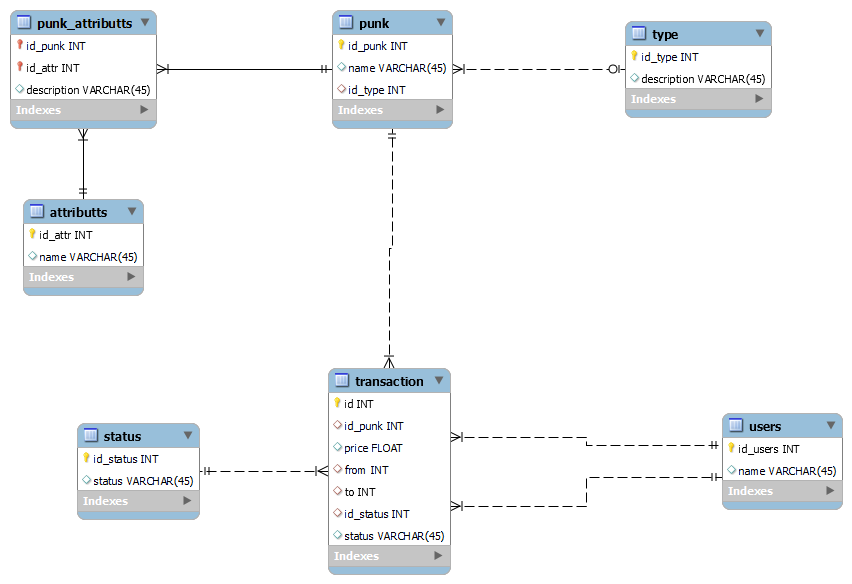 punk_attributts
id_punk INT
id_attr INT
description VARCHAR(45)
Indexes
punk
id_punk INT
name VARCHAR(45)
id_type INT
Indexes
type
id_type INT
description VARCHAR(45)
Indexes
attributts
id_attr INT
name VARCHAR(45)
Indexes
status
id_status INT
status VARCHAR(45)
Indexes
transaction
id INT
id_punk INT
price FLOAT
from INT
to INT
id_status INT
status VARCHAR(45)
Indexes
users
id_users INT
name VARCHAR(45)
Indexes